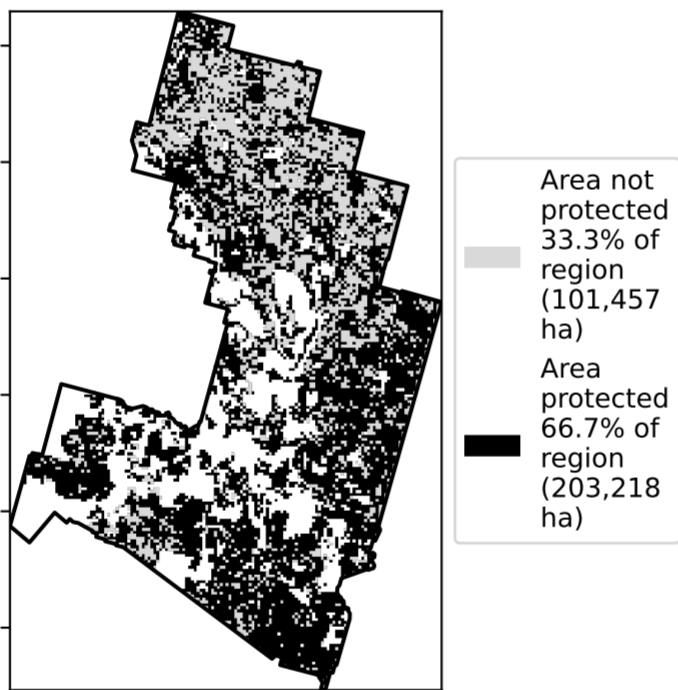 Area not
protected
33.3% of
region
(101,457
ha)
Area
protected
66.7% of
region
(203,218
ha)